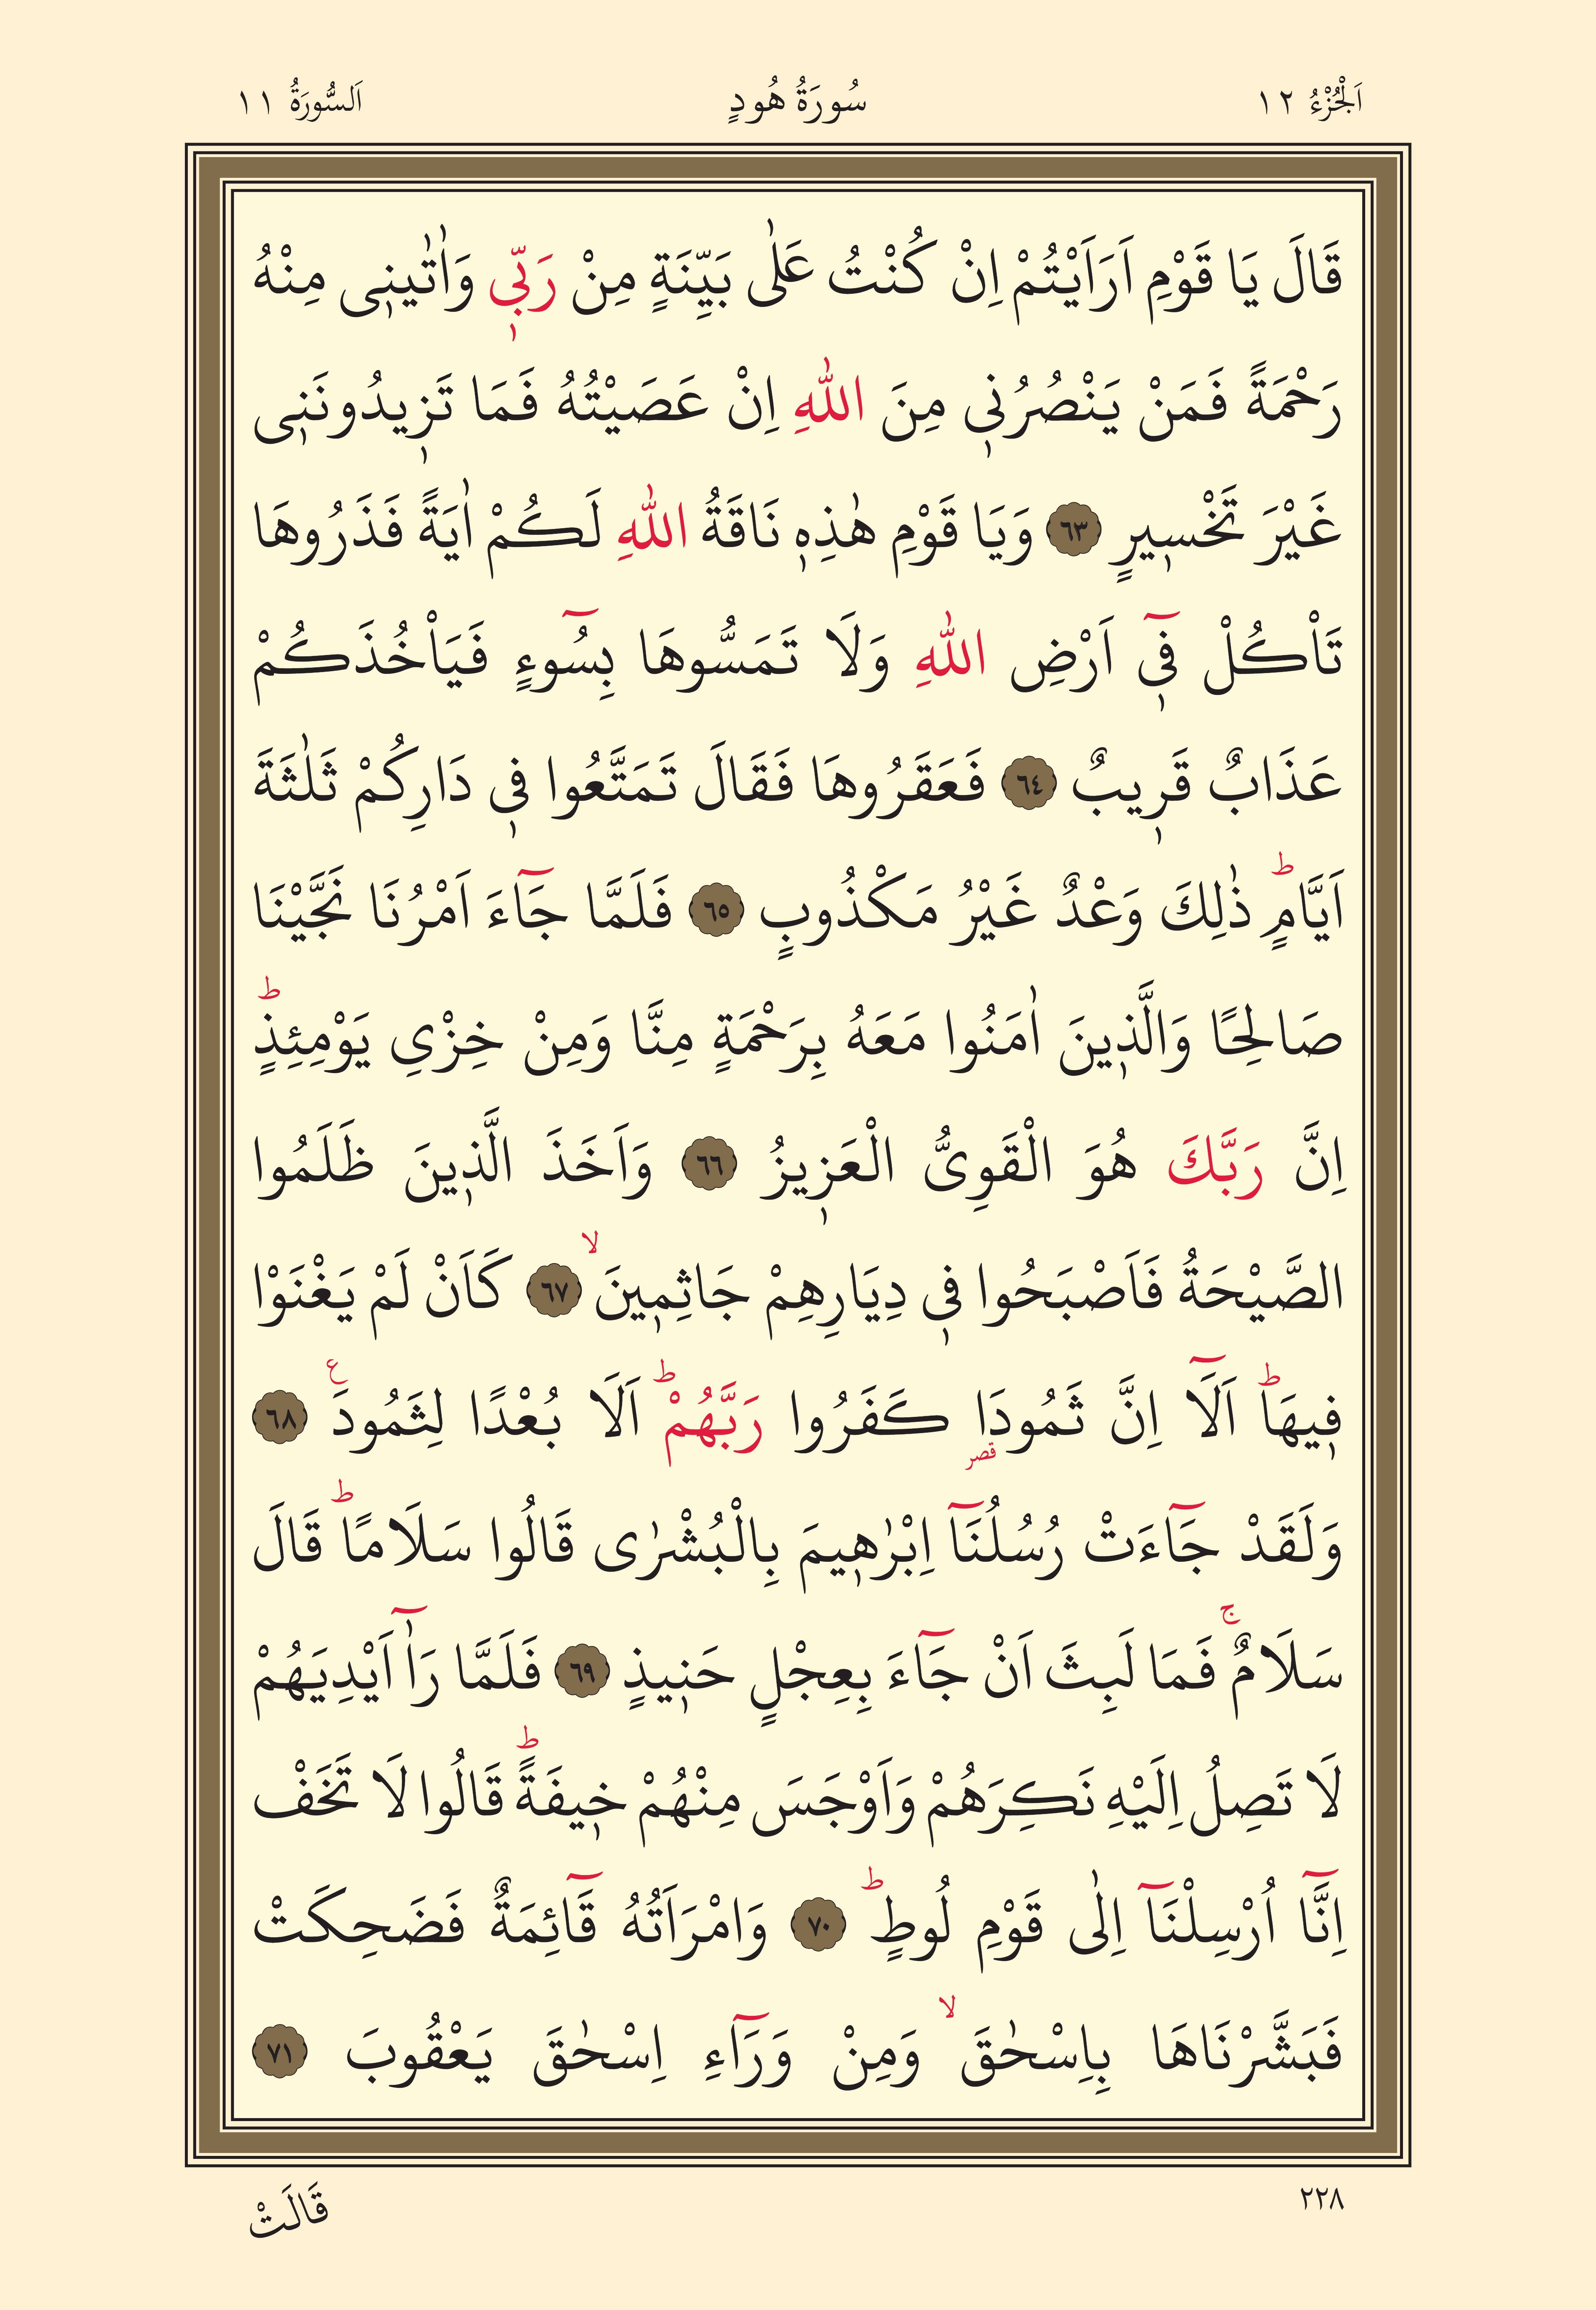 اَلْجُزْءُ ١٢ سُورَةُ هُودٍ اَلسُّورَةُ ١١
قَالَ يَا قَوْمِ اَرَاَيْتُمْ اِنْ كُنْتُ عَلٰى بَيِّنَةٍ مِنْ رَبّ۪ي وَاٰتٰين۪ي مِنْهُ
رَحْمَةً فَمَنْ يَنْصُرُن۪ي مِنَ اللّٰهِ اِنْ عَصَيْتُهُ فَمَا تَز۪يدُونَن۪ي
غَيْرَ تَخْس۪يرٍ ٦٣ وَيَا قَوْمِ هٰذِه۪ نَاقَةُ اللّٰهِ لَكُمْ اٰيَةً فَذَرُوهَا
تَأْكُلْ ف۪ٓي اَرْضِ اللّٰهِ وَلَا تَمَسُّوهَا بِسُٓوءٍ فَيَأْخُذَكُمْ
عَذَابٌ قَر۪يبٌ ٦٤ فَعَقَرُوهَا فَقَالَ تَمَتَّعُوا ف۪ي دَارِكُمْ ثَلٰثَةَ
اَيَّامٍۜ ذٰلِكَ وَعْدٌ غَيْرُ مَكْذُوبٍ ٦٥ فَلَمَّا جَٓاءَ اَمْرُنَا نَجَّيْنَا
صَالِحًا وَالَّذ۪ينَ اٰمَنُوا مَعَهُ بِرَحْمَةٍ مِنَّا وَمِنْ خِزْيِ يَوْمِئِذٍۜ
اِنَّ رَبَّكَ هُوَ الْقَوِيُّ الْعَز۪يزُ ٦٦ وَاَخَذَ الَّذ۪ينَ ظَلَمُوا
الصَّيْحَةُ فَاَصْبَحُوا ف۪ي دِيَارِهِمْ جَاثِم۪ينَۙ ٦٧ كَاَنْ لَمْ يَغْنَوْا
ف۪يهَاۜ اَلَٓا اِنَّ ثَمُودَا۬ كَفَرُوا رَبَّهُمْۜ اَلَا بُعْدًا لِثَمُودَ۟ ٦٨
وَلَقَدْ جَٓاءَتْ رُسُلُنَٓا اِبْرٰه۪يمَ بِالْبُشْرٰى قَالُوا سَلَامًاۜ قَالَ
سَلَامٌۚ فَمَا لَبِثَ اَنْ جَٓاءَ بِعِجْلٍ حَن۪يذٍ ٦٩ فَلَمَّا رَآٰ اَيْدِيَهُمْ
لَا تَصِلُ اِلَيْهِ نَكِرَهُمْ وَاَوْجَسَ مِنْهُمْ خ۪يفَةًۜ قَالُوا لَا تَخَفْ
اِنَّٓا اُرْسِلْنَٓا اِلٰى قَوْمِ لُوطٍۜ ٧٠ وَامْرَاَتُهُ قَٓائِمَةٌ فَضَحِكَتْ
فَبَشَّرْنَاهَا بِاِسْحٰقَۙ وَمِنْ وَرَٓاءِ اِسْحٰقَ يَعْقُوبَ ٧١
٢٢٨ قَالَتْ